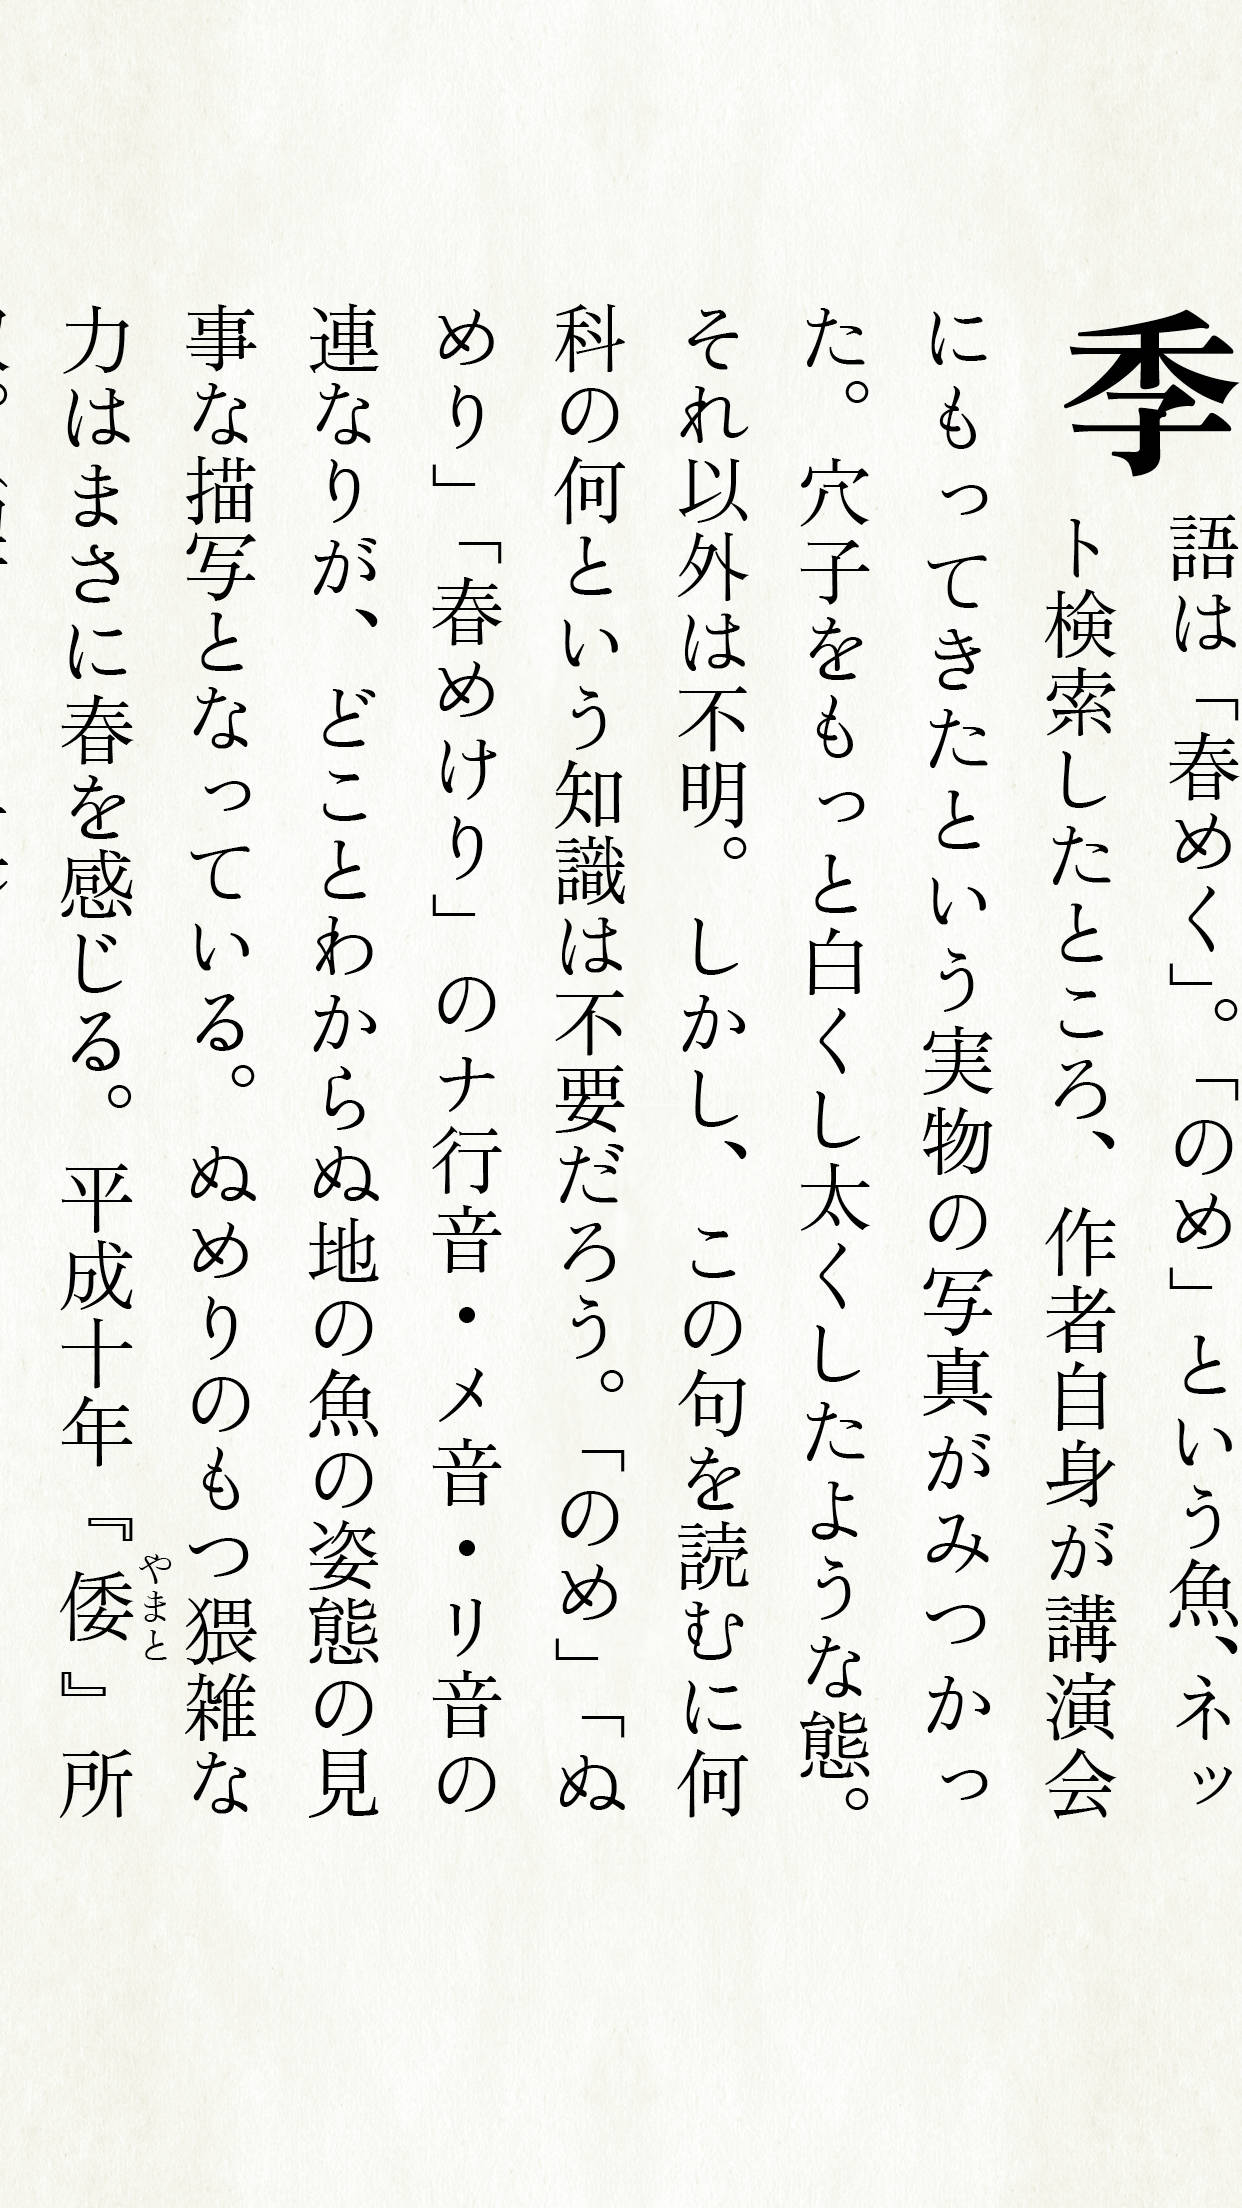 季語は「春めく」。「のめ」という魚、ネッ
ト検索したところ、作者自身が講演会
にもってきたという実物の写真がみつかっ
た。穴子をもっと白くし太くしたような態。
それ以外は不明。しかし、この句を読むに何
科の何という知識は不要だろう。「のめ」「ぬ
めり」「春めけり」のナ行音・メ音・リ音の
連なりが、どことわからぬ地の魚の姿態の見
事な描写となっている。ぬめりのもつ猥雑な
力はまさに春を感じる。平成十年『倭やまと』所